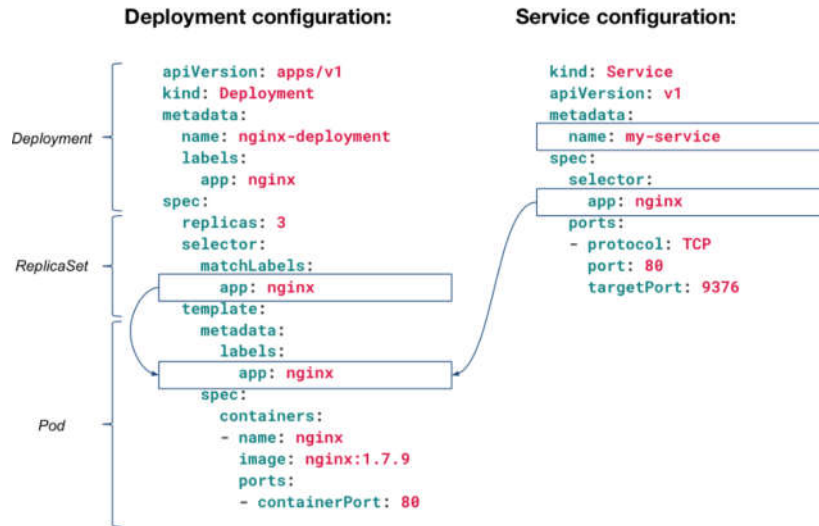 Deployment configuration:
apiVersion: apps/v1
kind: Deployment
metadata:
name: nginx-deployment
labels:
app: nginx
spec:
replicas: 3
selector:
matchLabels:
app: nginx
template:
metadata:
labels:
app: nginx
spec:
containers:
- name: nginx
image: nginx:1.7.9
ports:
- containerPort: 80
Deployment
ReplicaSet
Pod
Service configuration:
kind: Service
apiVersion: v1
metadata:
name: my-service
spec:
selector:
app: nginx
ports:
- protocol: TCP
port: 80
targetPort: 9376